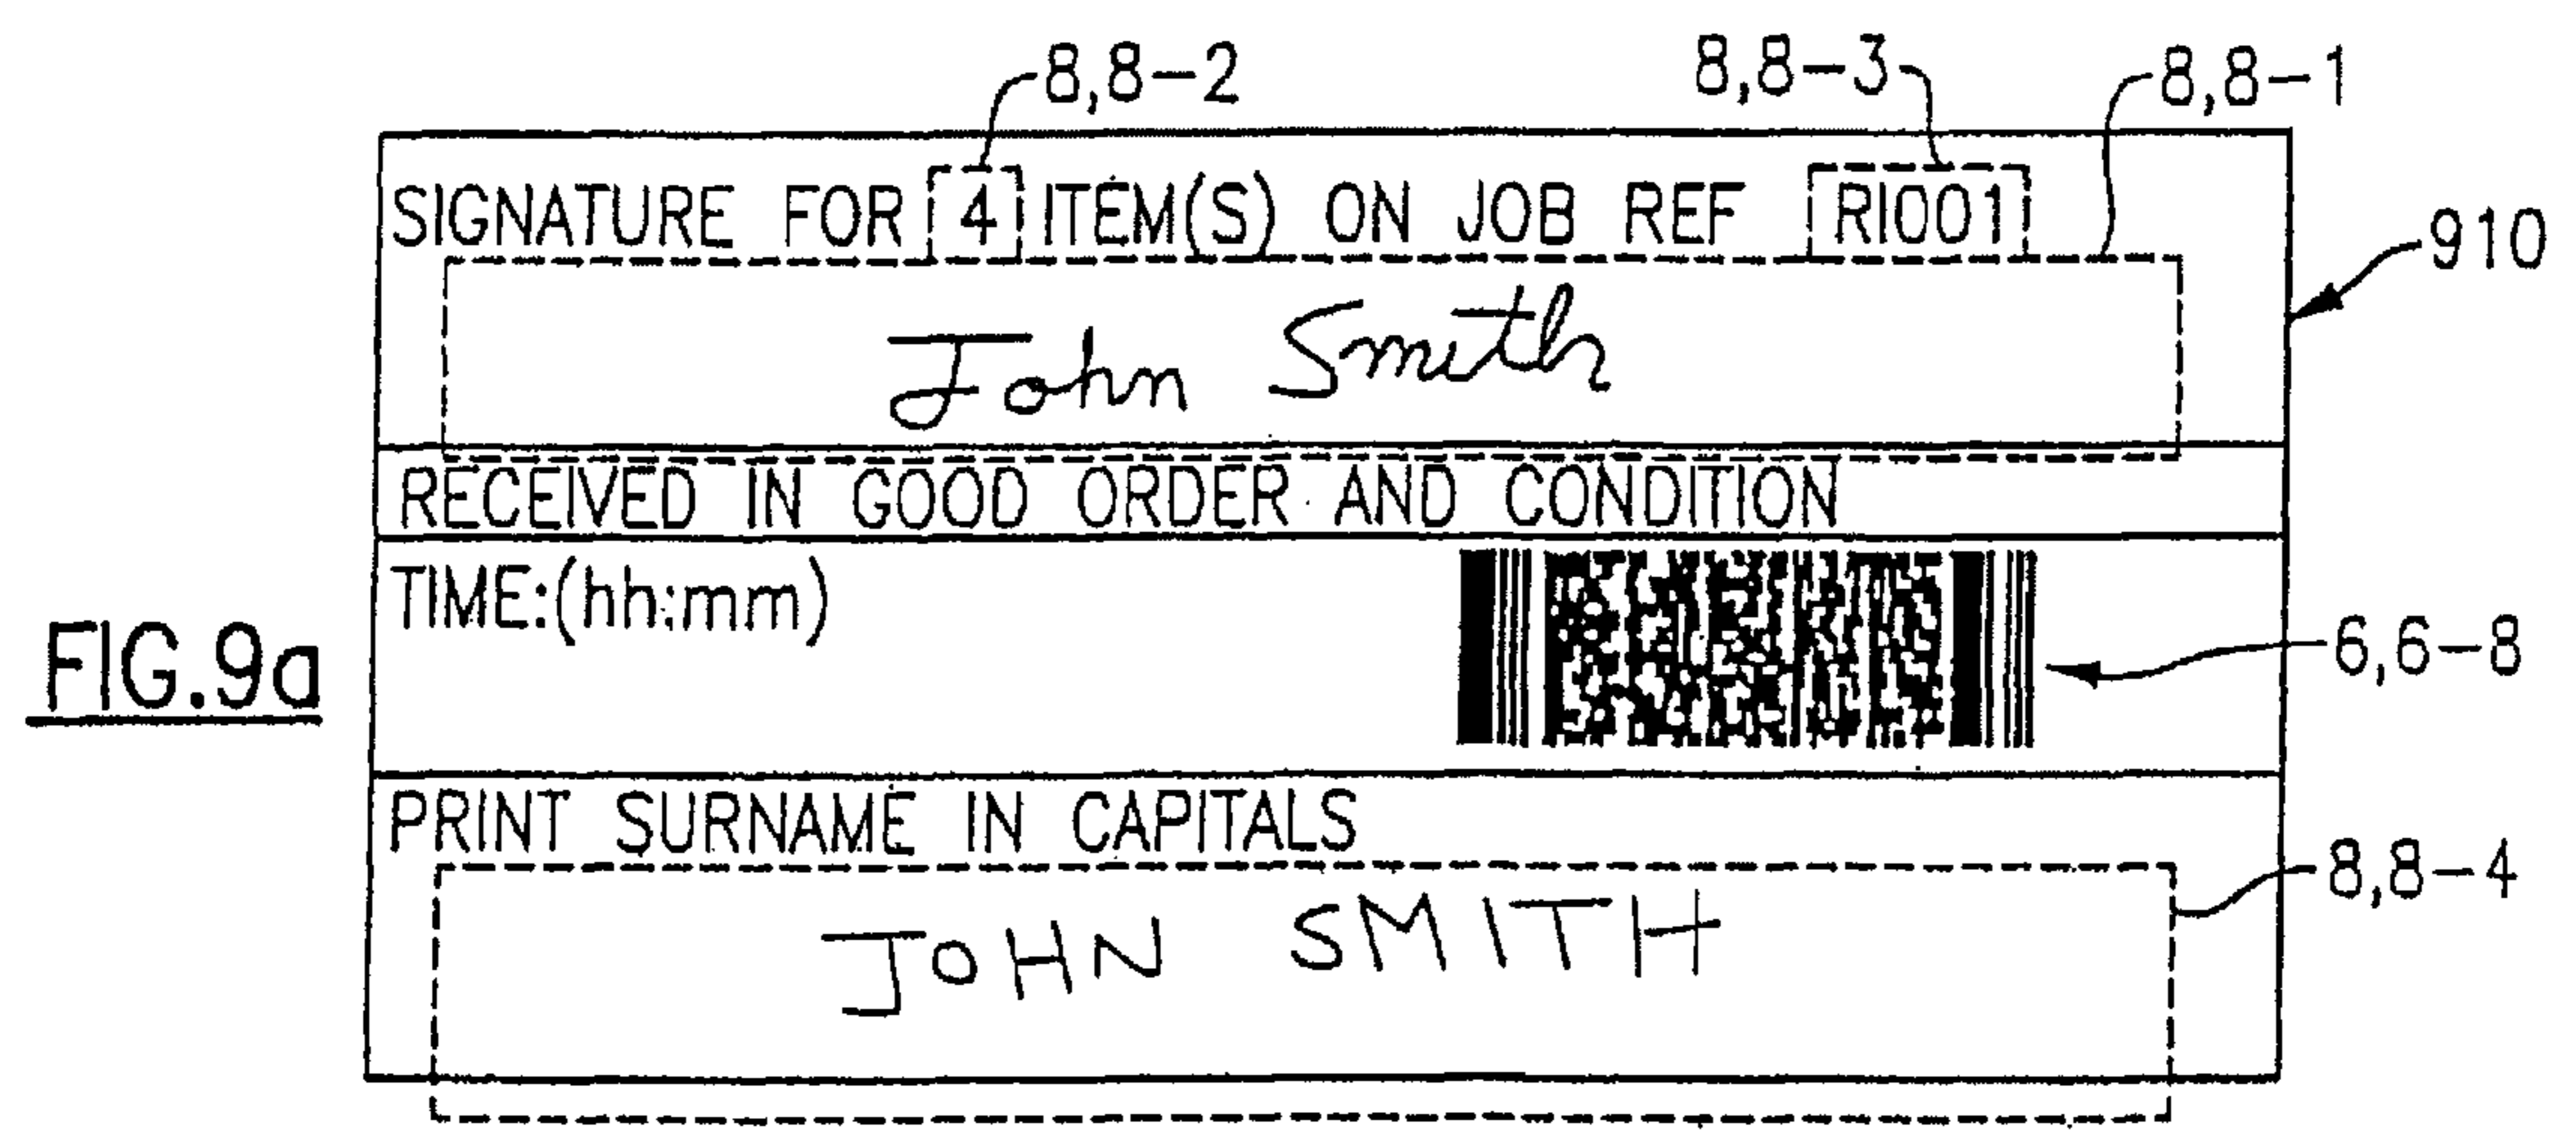 8,8-2 8,8-3 8,8-1
SIGNATURE FOR 4 ITEM(S) ON JOB REF RI001
910
John Smith
RECEIVED IN GOOD ORDER AND CONDITION
TIME:(hh:mm)
6,6-8
FIG.9a
PRINT SURNAME IN CAPITALS
8,8-4
JOHN SMITH